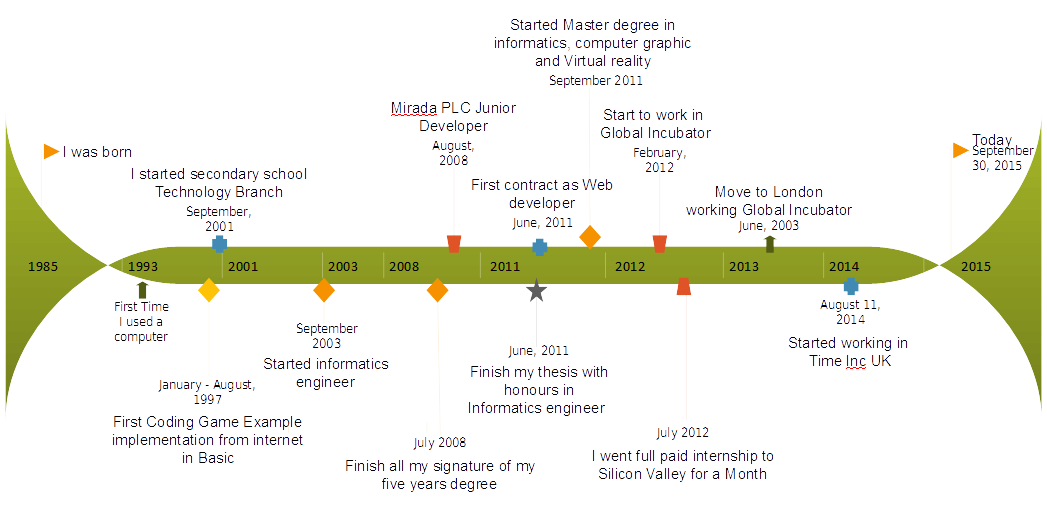 Started Master degree in
informatics, computer graphic
and Virtual reality
September 2011
Mirada PLC Junior
Developer
August,
2008
Start to work in
Global Incubator
February,
2012
I was born
Today
September
30, 2015
I started secondary school
Technology Branch
September,
2001
First contract as Web
developer
June, 2011
Move to London
working Global Incubator
June, 2003
1985
1993
2001
2003
2008
2011
2012
2013
2014
2015
First Time
I used a
computer
August 11,
2014
Started working in
Time Inc UK
September
2003
Started informatics
engineer
June, 2011
Finish my thesis with
honours in
Informatics engineer
January - August,
1997
First Coding Game Example
implementation from internet
in Basic
July 2008
Finish all my signature of my
five years degree
July 2012
I went full paid internship to
Silicon Valley for a Month